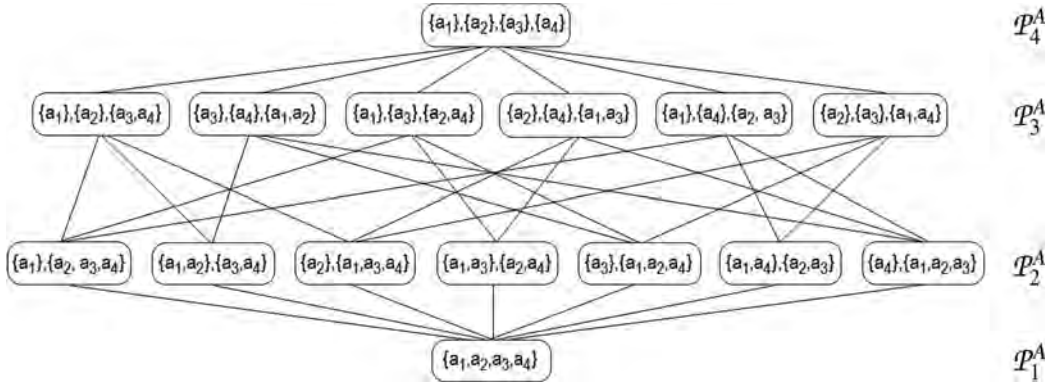 {a₁},{a₂},{a₃},{a₄} 𝒫₄ᴬ
{a₁},{a₂},{a₃,a₄} {a₃},{a₄},{a₁,a₂} {a₁},{a₃},{a₂,a₄} {a₂},{a₄},{a₁,a₃} {a₁},{a₄},{a₂, a₃} {a₂},{a₃},{a₁,a₄} 𝒫₃ᴬ
{a₁},{a₂, a₃,a₄} {a₁,a₂},{a₃,a₄} {a₂},{a₁,a₃,a₄} {a₁,a₃},{a₂,a₄} {a₃},{a₁,a₂,a₄} {a₁,a₄},{a₂,a₃} {a₄},{a₁,a₂,a₃} 𝒫₂ᴬ
{a₁,a₂,a₃,a₄} 𝒫₁ᴬ